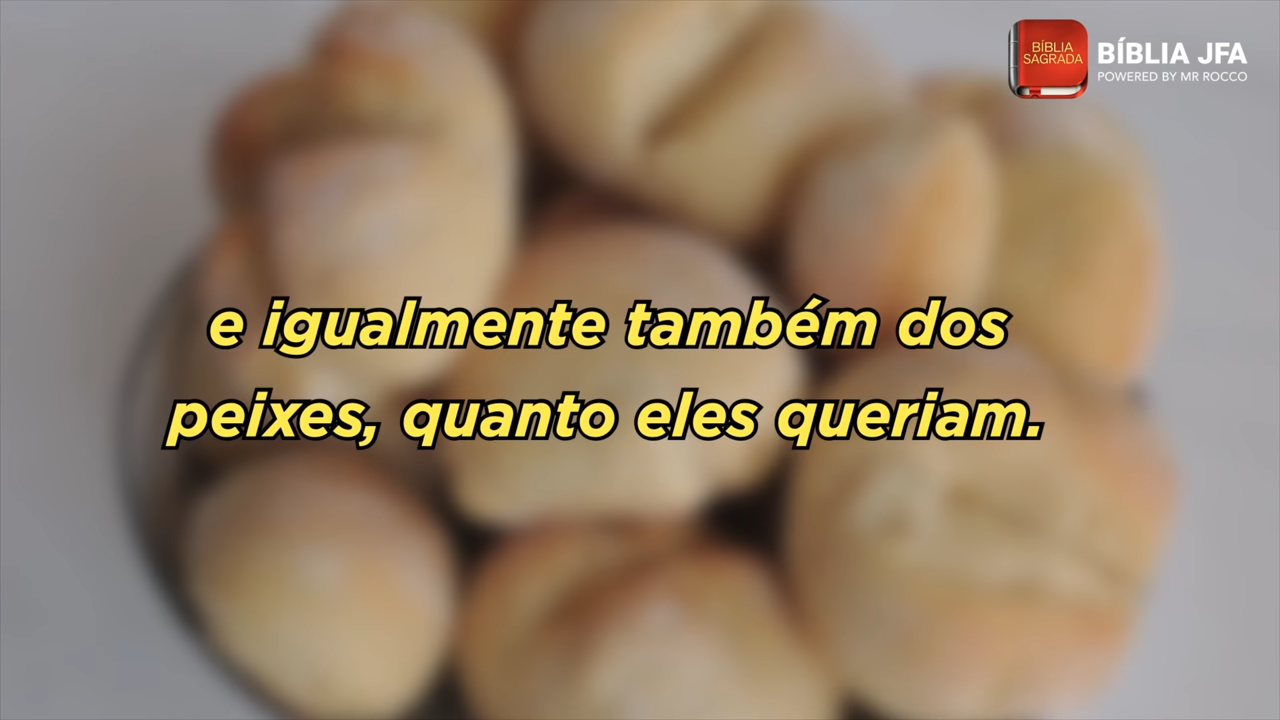 BÍBLIA
SAGRADA
BÍBLIA JFA
POWERED BY MR ROCCO
e igualmente também dos
peixes, quanto eles queriam.